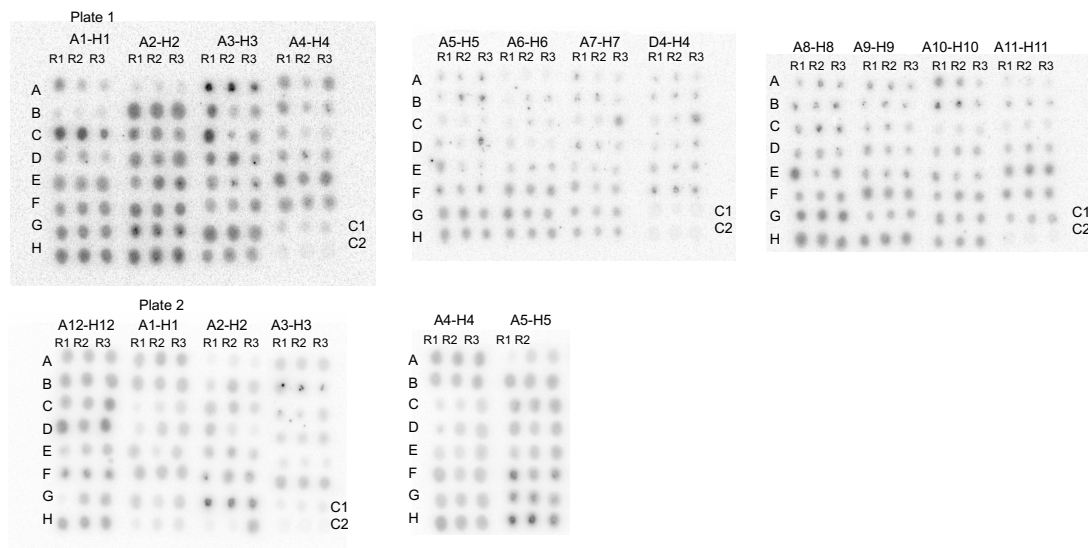 Plate 1
A1-H1 A2-H2 A3-H3 A4-H4
R1 R2 R3 R1 R2 R3 R1 R2 R3 R1 R2 R3
A
B
C
D
E
F
G C1
H C2
A5-H5 A6-H6 A7-H7 D4-H4
R1 R2 R3 R1 R2 R3 R1 R2 R3 R1 R2 R3
A
B
C
D
E
F
G C1
H C2
A8-H8 A9-H9 A10-H10 A11-H11
R1 R2 R3 R1 R2 R3 R1 R2 R3 R1 R2 R3
A
B
C
D
E
F
G C1
H C2
Plate 2
A12-H12 A1-H1 A2-H2 A3-H3
R1 R2 R3 R1 R2 R3 R1 R2 R3 R1 R2 R3
A
B
C
D
E
F
G C1
H C2
A4-H4 A5-H5
R1 R2 R3 R1 R2
A
B
C
D
E
F
G
H